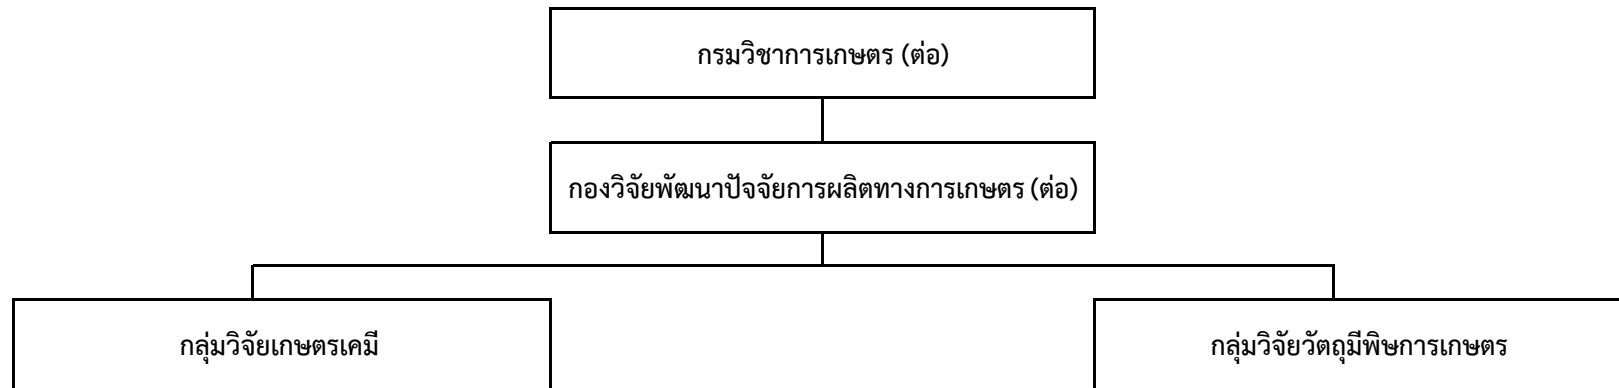 กรมวิชาการเกษตร (ต่อ)
กองวิจัยพัฒนาปัจจัยการผลิตทางการเกษตร (ต่อ)
กลุ่มวิจัยเกษตรเคมี
กลุ่มวิจัยวัตถุมีพิษการเกษตร